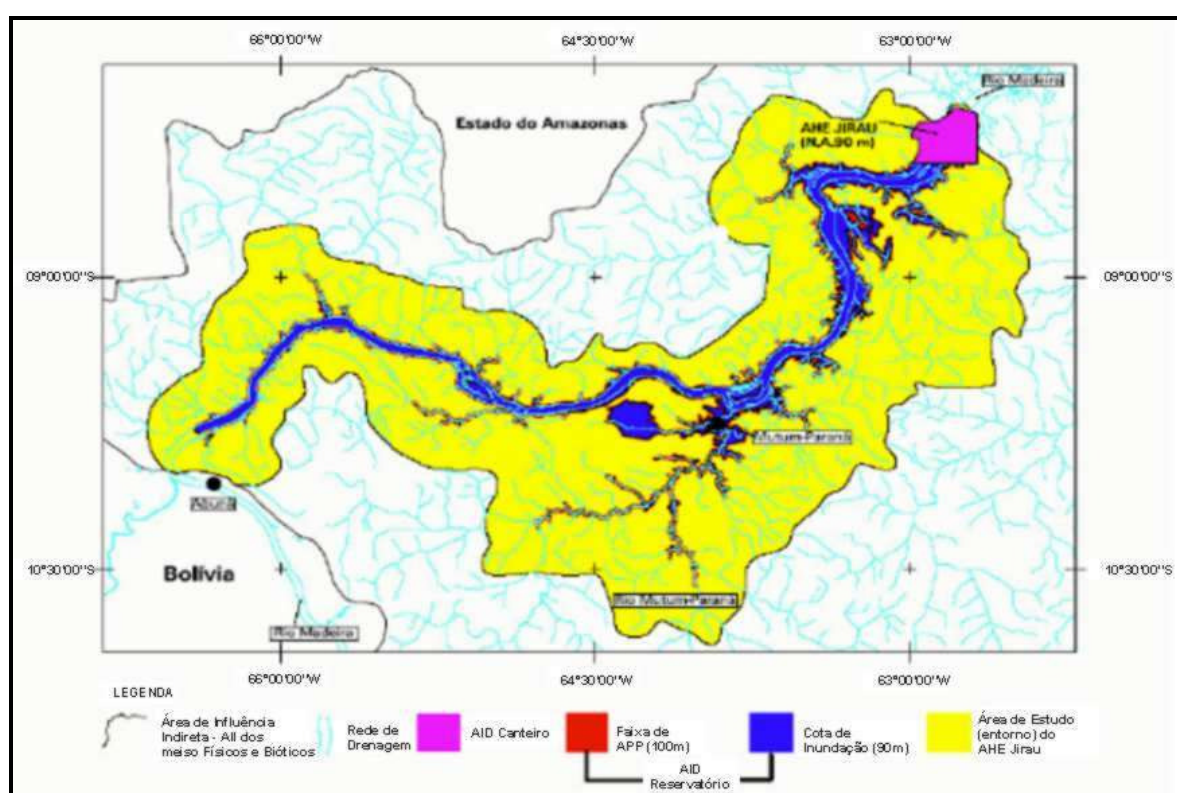 66°00'00''W 64°30'00''W 63°00'00''W
Rio Madeira
Estado do Amazonas
AHE JIRAU
(N.A.90 m)
09°00'00''S 09°00'00''S
Mutum-Paraná
Abunã
10°30'00''S 10°30'00''S
Bolívia
Rio Mutum-Paraná
Rio Madeira
66°00'00''W 64°30'00''W 63°00'00''W
LEGENDA
Área de Influência
Indireta - AII dos
meiso Físicos e Bióticos
Rede de
Drenagem
AID Canteiro
Faixa de
APP (100m)
Cota de
Inundação (90m)
AID
Reservatório
Área de Estudo
(entorno) do
AHE Jirau